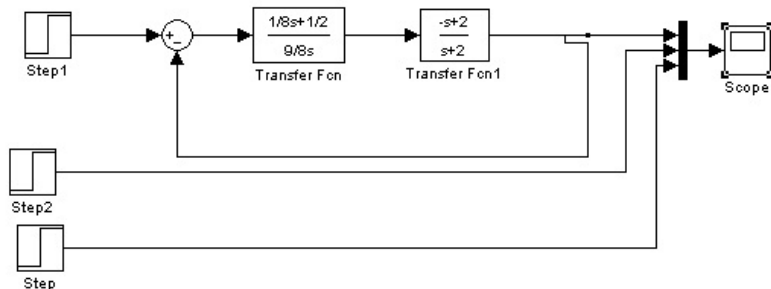 1/8s+1/2
9/8s
-s+2
s+2
+
-
Step1
Transfer Fcn
Transfer Fcn1
Scope
Step2
Step